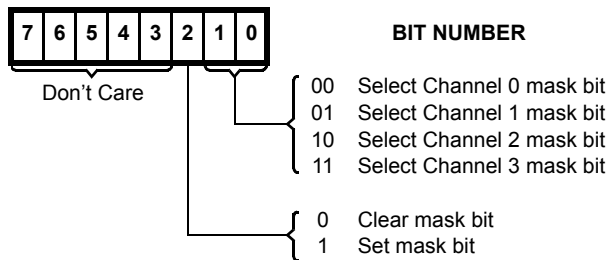 7 6 5 4 3 2 1 0 BIT NUMBER
Don't Care
00 Select Channel 0 mask bit
01 Select Channel 1 mask bit
10 Select Channel 2 mask bit
11 Select Channel 3 mask bit
0 Clear mask bit
1 Set mask bit